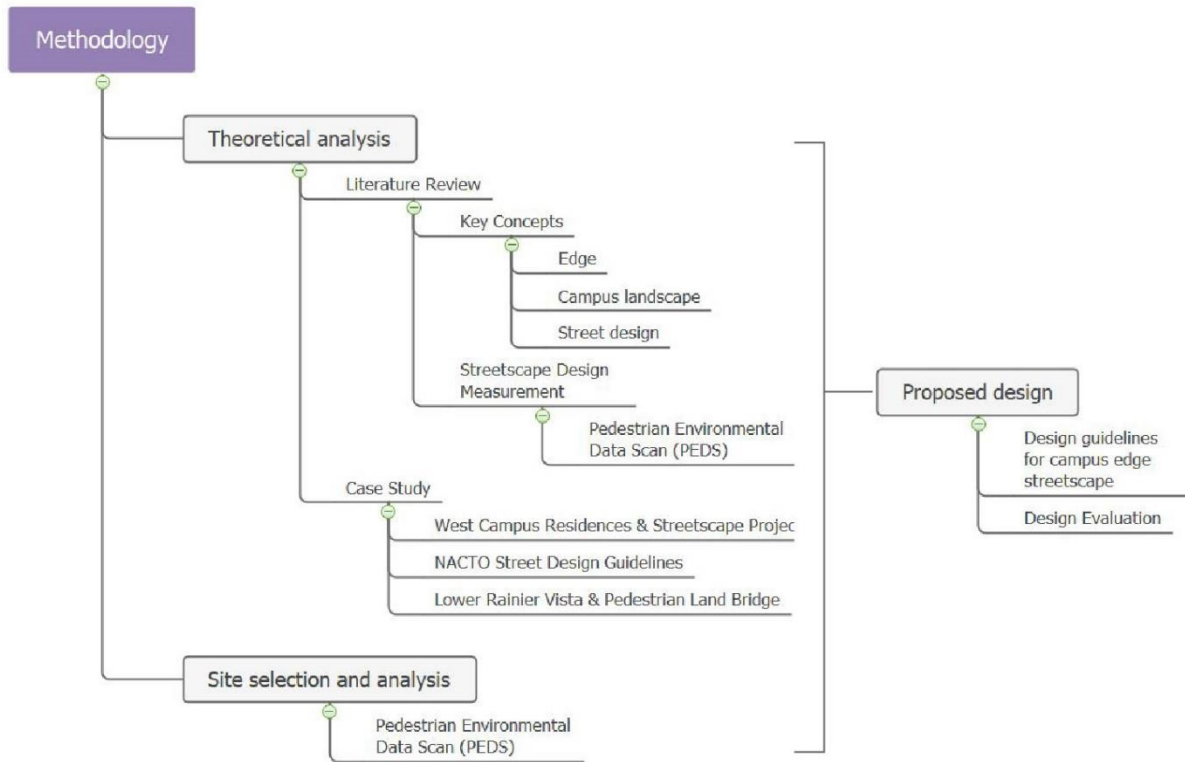 Methodology
Theoretical analysis
Literature Review
Key Concepts
Edge
Campus landscape
Street design
Streetscape Design
Measurement
Pedestrian Environmental
Data Scan (PEDS)
Case Study
West Campus Residences & Streetscape Projec
NACTO Street Design Guidelines
Lower Rainier Vista & Pedestrian Land Bridge
Site selection and analysis
Pedestrian Environmental
Data Scan (PEDS)
Proposed design
Design guidelines
for campus edge
streetscape
Design Evaluation